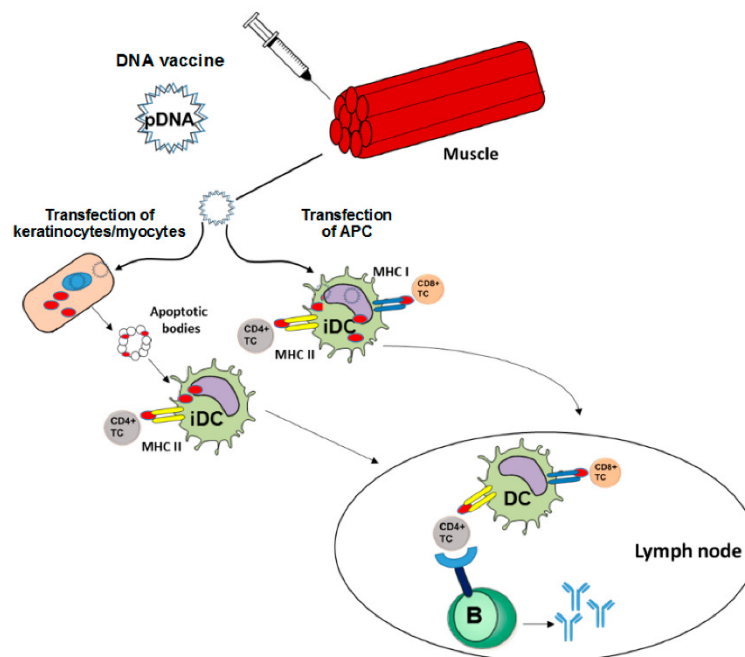 DNA vaccine
pDNA
Muscle
Transfection of
keratinocytes/myocytes
Transfection
of APC
MHC I
CD8+
TC
iDC
CD4+
TC
MHC II
Apoptotic
bodies
iDC
CD4+
TC
MHC II
DC
CD8+
TC
CD4+
TC
Lymph node
B